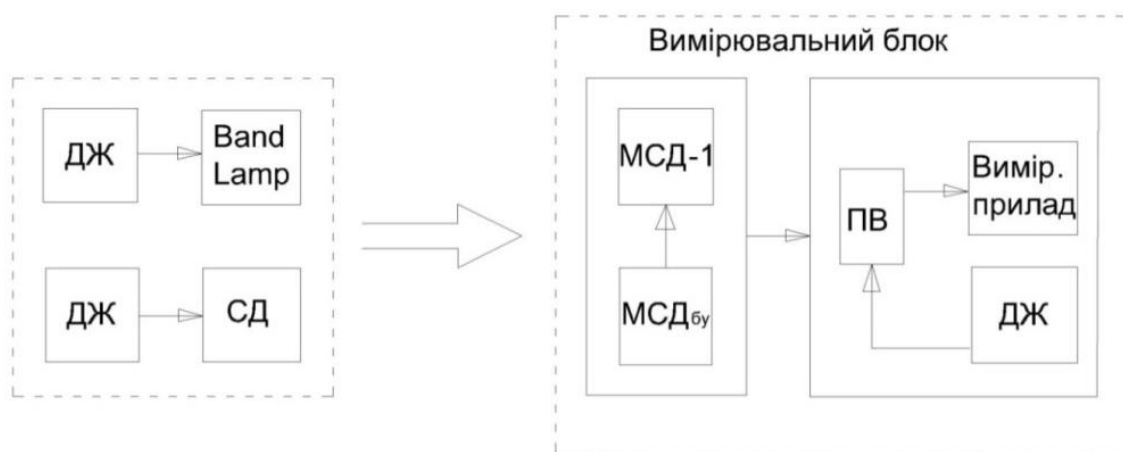 Вимірювальний блок
ДЖ
Band
Lamp
ДЖ
СД
МСД-1
МСДбу
ПВ
Вимір.
прилад
ДЖ